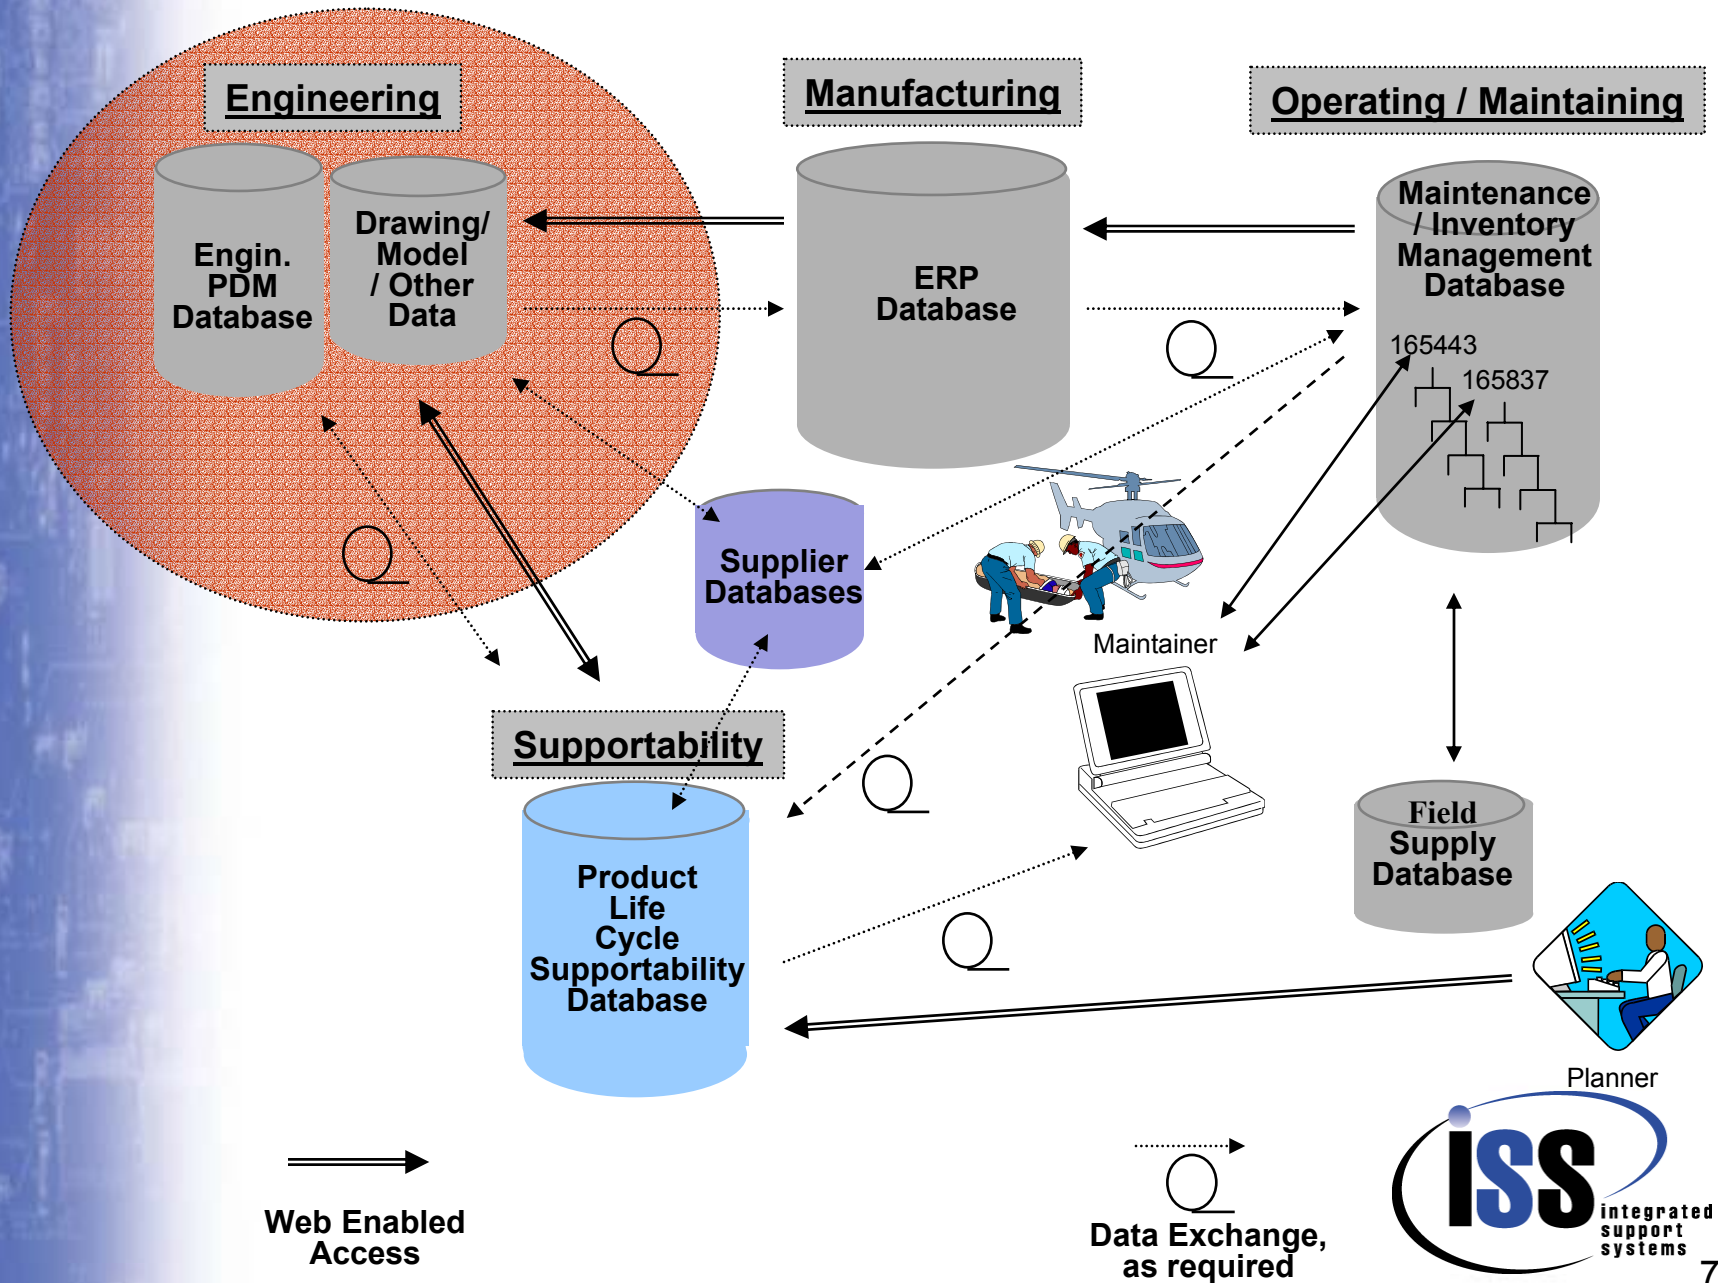 Engineering
Manufacturing
Operating / Maintaining
Engin.
PDM
Database
Drawing/
Model
/ Other
Data
ERP
Database
Maintenance
/ Inventory
Management
Database
165443
165837
Supplier
Databases
Maintainer
Supportability
Product
Life
Cycle
Supportability
Database
Field
Supply
Database
Planner
Web Enabled
Access
Data Exchange,
as required
iSS
integrated
support
systems
7